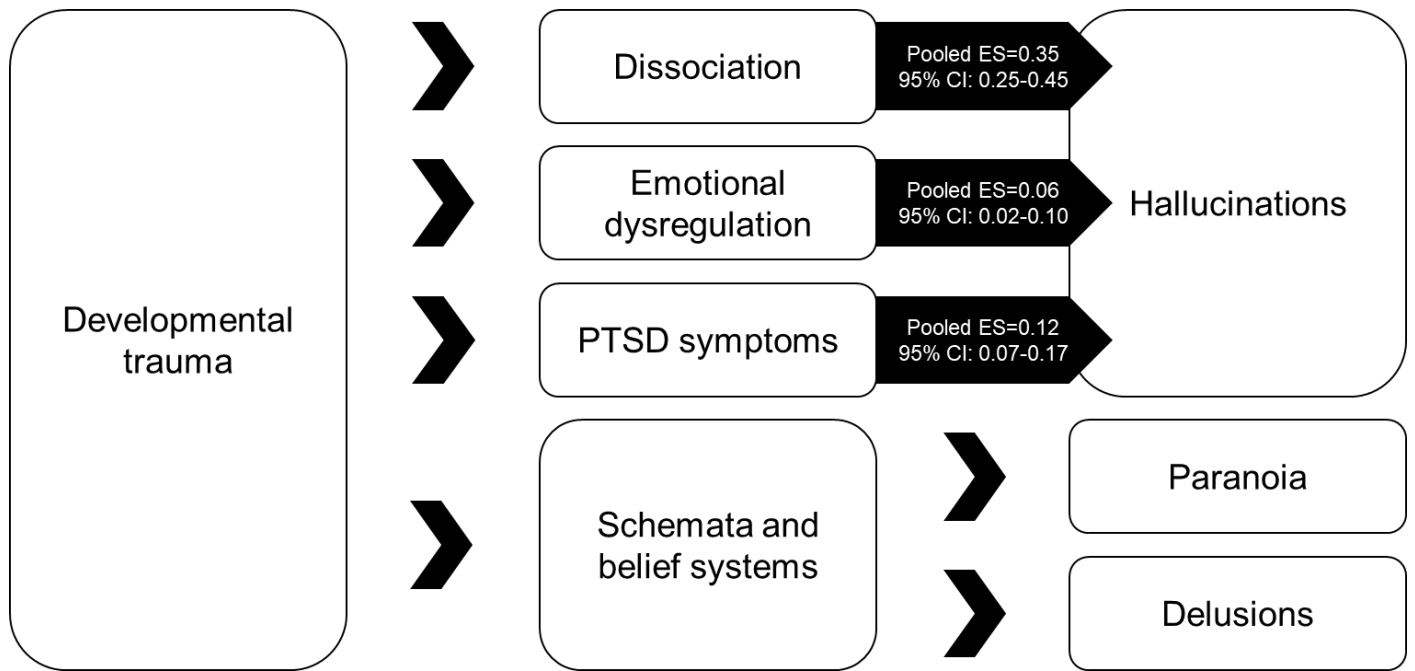 Developmental
trauma
Dissociation
Pooled ES=0.35
95% CI: 0.25-0.45
Emotional
dysregulation
Pooled ES=0.06
95% CI: 0.02-0.10
PTSD symptoms
Pooled ES=0.12
95% CI: 0.07-0.17
Hallucinations
Schemata and
belief systems
Paranoia
Delusions